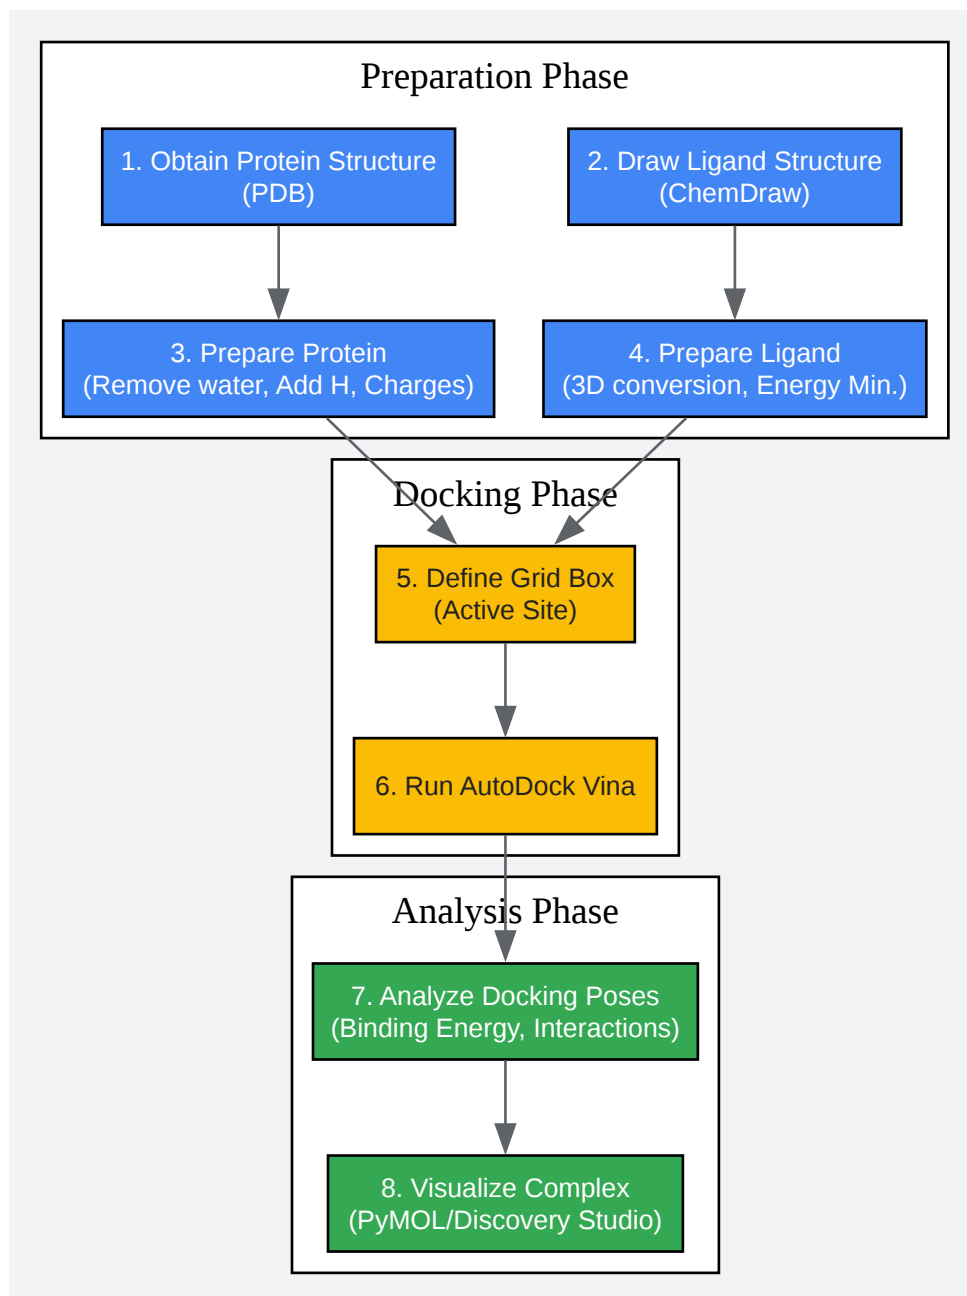 Preparation Phase
1. Obtain Protein Structure
(PDB)
2. Draw Ligand Structure
(ChemDraw)
3. Prepare Protein
(Remove water, Add H, Charges)
4. Prepare Ligand
(3D conversion, Energy Min.)
Docking Phase
5. Define Grid Box
(Active Site)
6. Run AutoDock Vina
Analysis Phase
7. Analyze Docking Poses
(Binding Energy, Interactions)
8. Visualize Complex
(PyMOL/Discovery Studio)